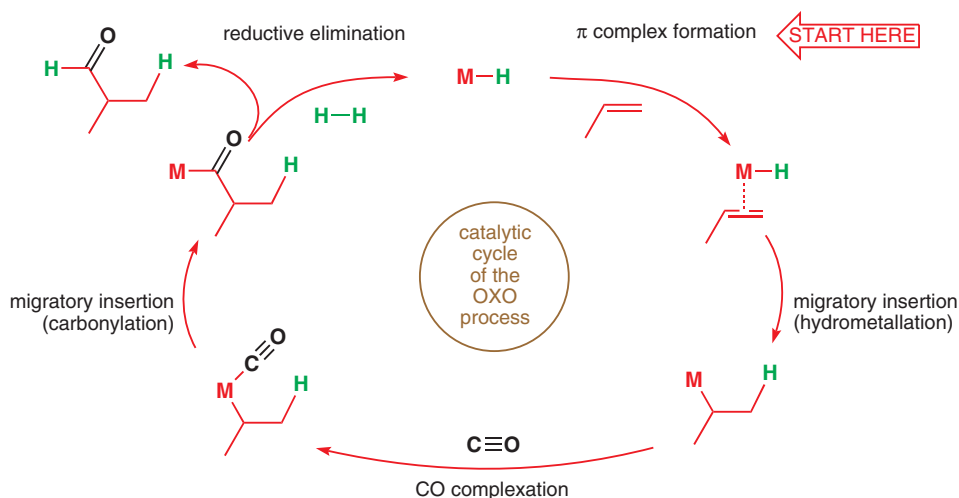 reductive elimination
π complex formation
START HERE
O
H
H
M—H
H—H
O
M
H
M—H
catalytic
cycle
of the
OXO
process
migratory insertion
(carbonylation)
migratory insertion
(hydrometallation)
C≡O
M
H
M
H
C≡O
CO complexation